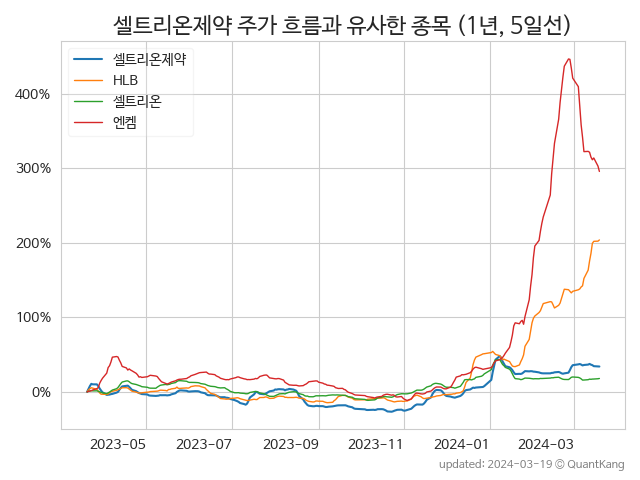 셀트리온제약 주가 흐름과 유사한 종목 (1년, 5일선)
셀트리온제약
HLB
셀트리온
엔켐
400%
300%
200%
100%
0%
2023-05 2023-07 2023-09 2023-11 2024-01 2024-03
updated: 2024-03-19 © QuantKang